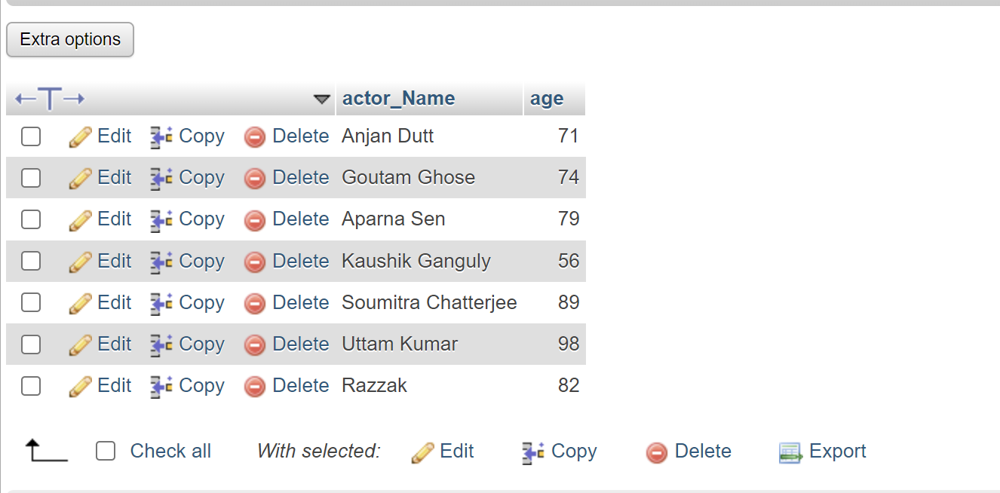 Extra options
←T→ actor_Name age
Edit Copy Delete Anjan Dutt 71
Edit Copy Delete Goutam Ghose 74
Edit Copy Delete Aparna Sen 79
Edit Copy Delete Kaushik Ganguly 56
Edit Copy Delete Soumitra Chatterjee 89
Edit Copy Delete Uttam Kumar 98
Edit Copy Delete Razzak 82
Check all With selected: Edit Copy Delete Export